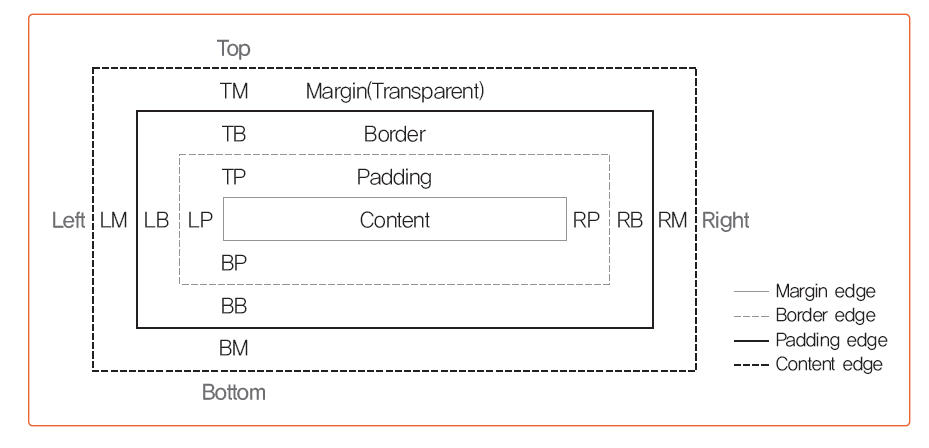 Top
TM Margin(Transparent)
TB Border
TP Padding
Left LM LB LP Content RP RB RM Right
BP
BB
BM
Bottom
Margin edge
Border edge
Padding edge
Content edge